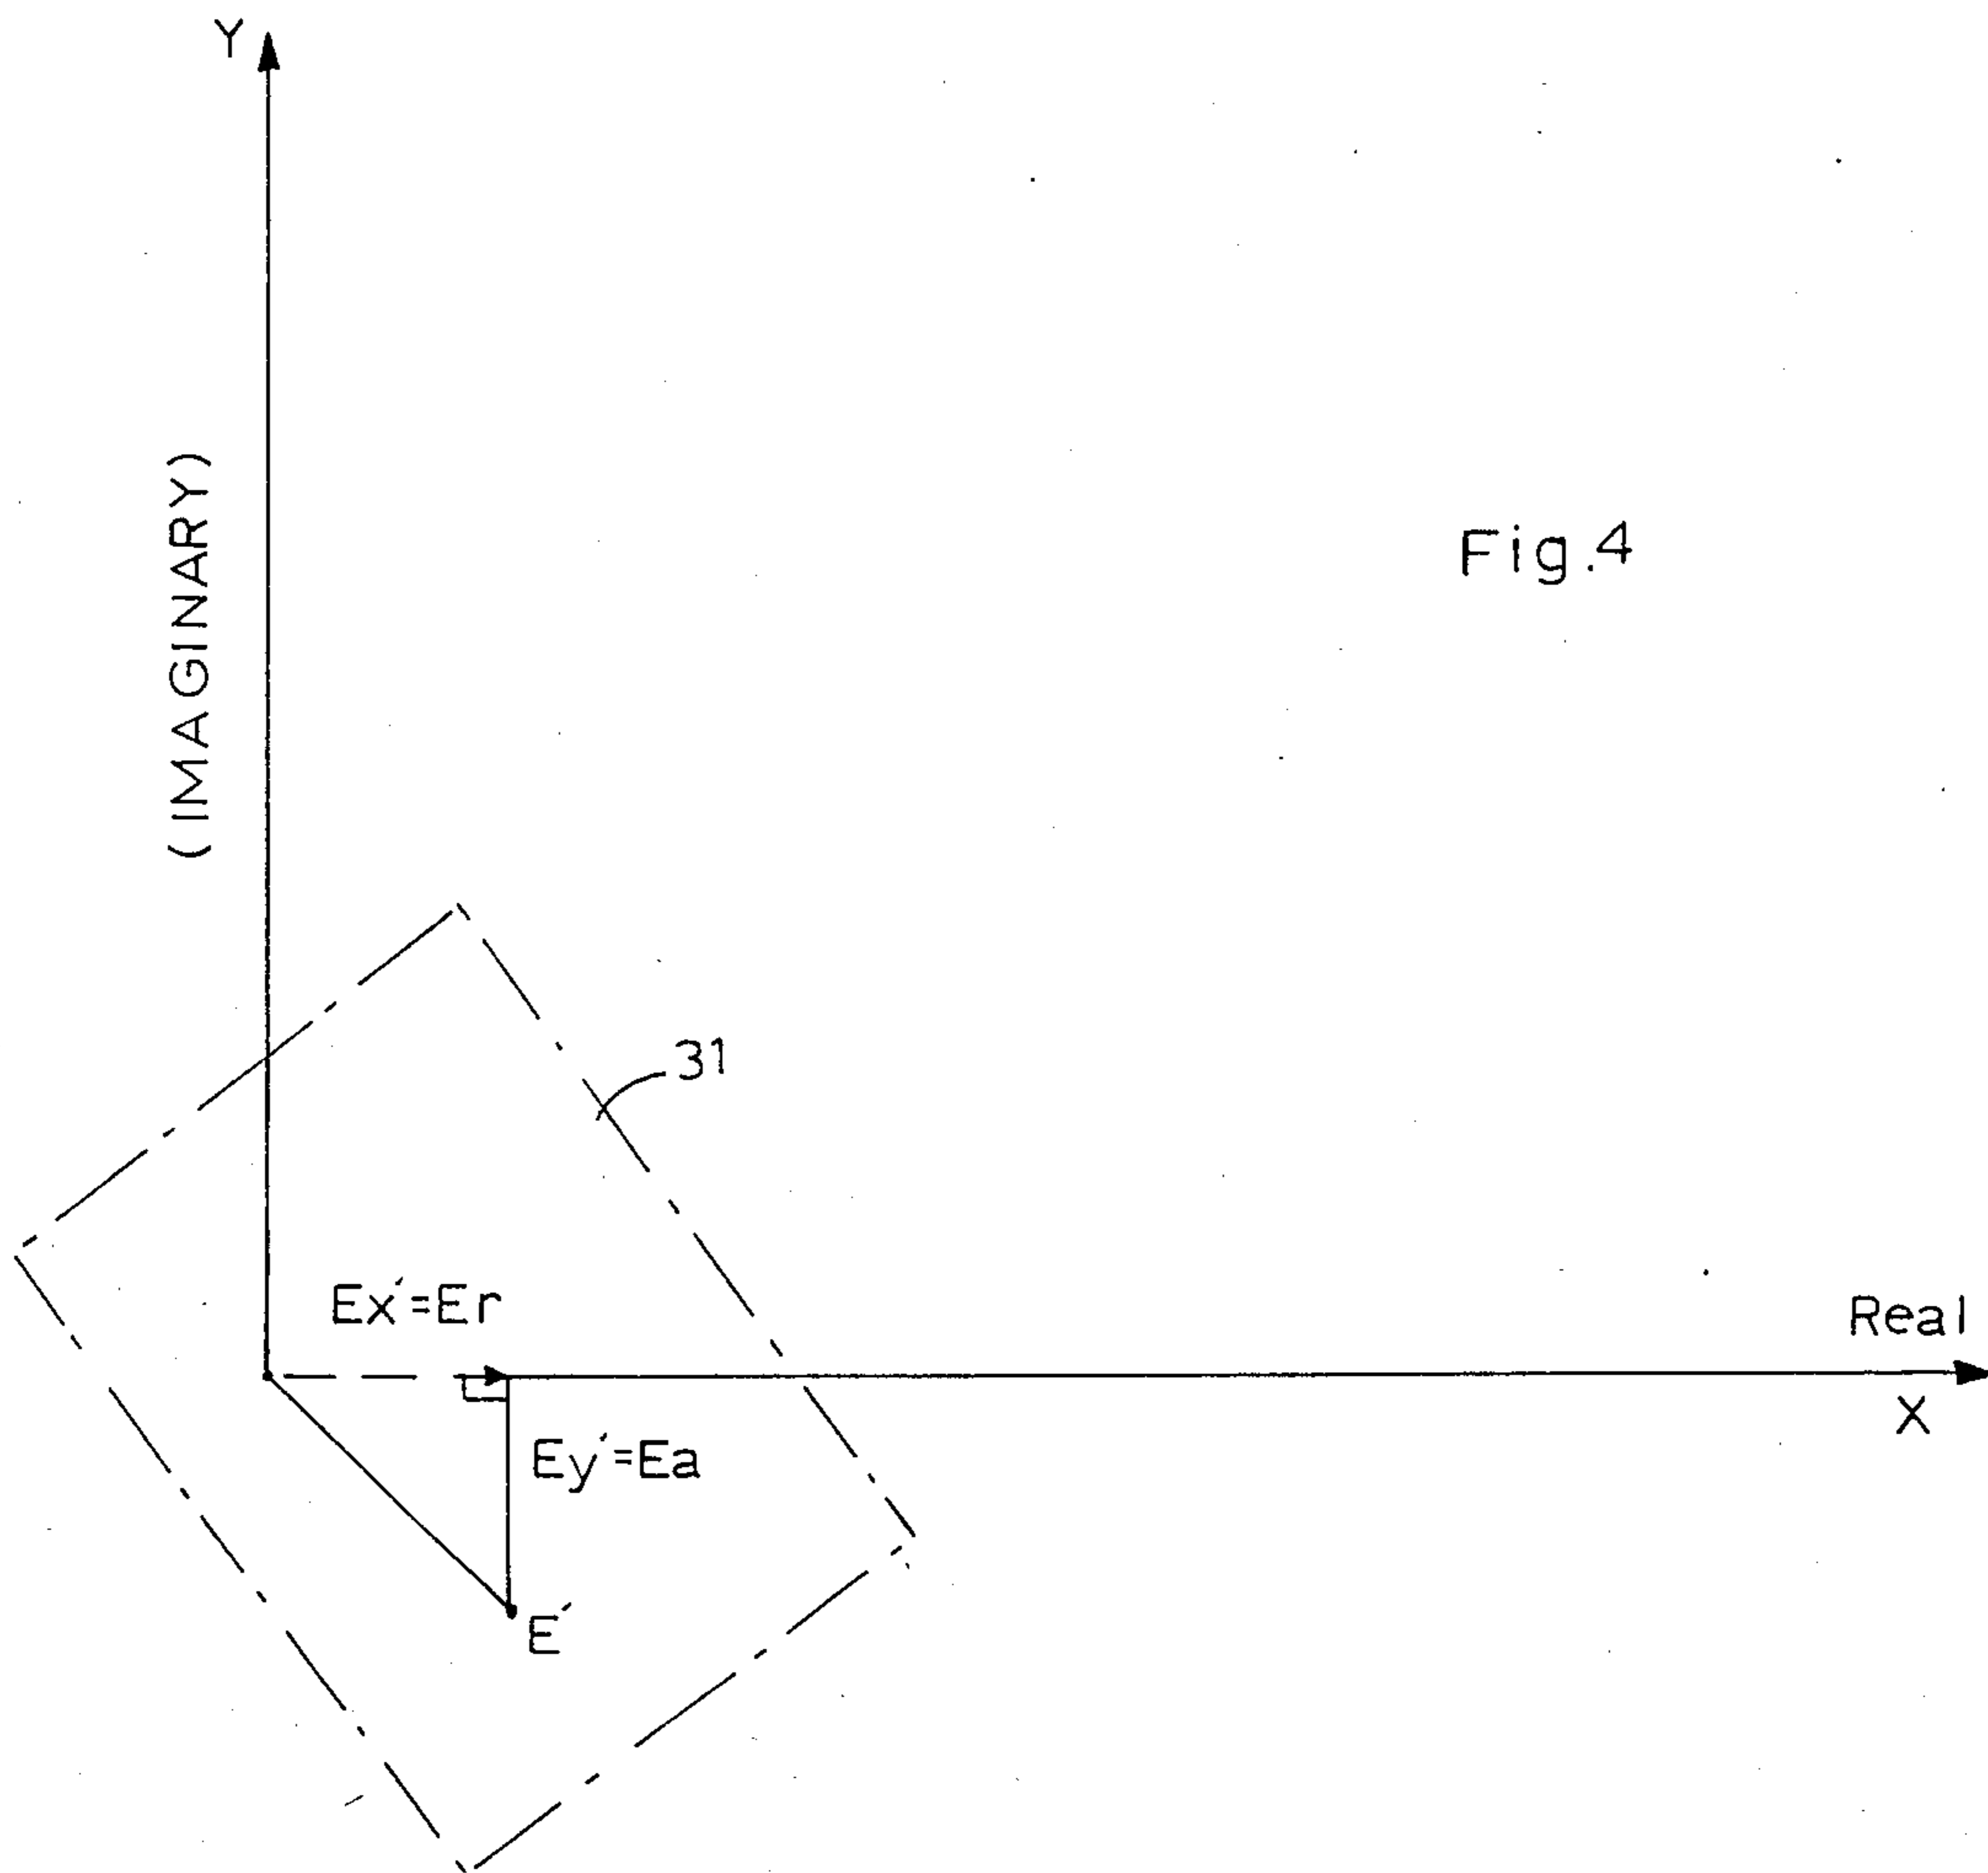 Y
(IMAGINARY)
Fig.4
31
Ex′=Er
Real
X
Ey′=Ea
E′